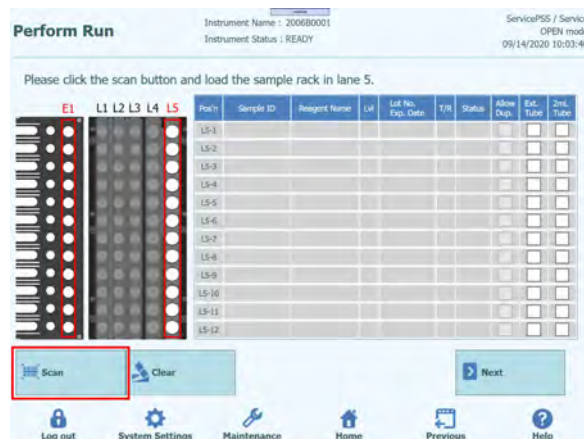 Perform Run
Instrument Name : 200680001
Instrument Status : READY
ServicePSS / Servic
OPEN mod
09/14/2020 10:03:4
Please click the scan button and load the sample rack in lane 5.
E1 L1 L2 L3 L4 L5
Pos'n Sample ID Reagent Name Lvl Lot No. Exp. Date T/R Status Allow Dup. Ext. Tube 2mL Tube
L5-1
L5-2
L5-3
L5-4
L5-5
L5-6
L5-7
L5-8
L5-9
L5-10
L5-11
L5-12
Scan Clear Next
Log out System Settings Maintenance Home Previous Help